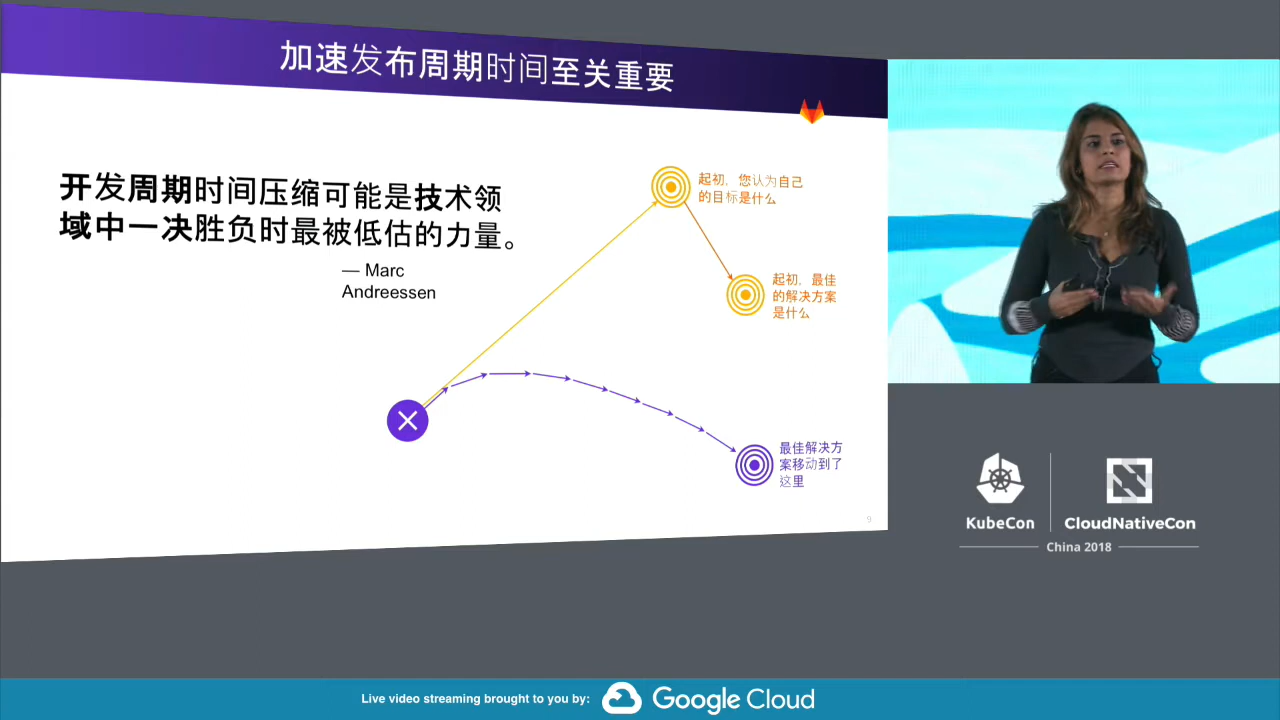 加速发布周期时间至关重要
开发周期时间压缩可能是技术领
域中一决胜负时最被低估的力量。
— Marc
Andreessen
起初，您认为自己
的目标是什么
起初，最佳
的解决方案
是什么
最佳解决方
案移动到了
这里
9
KubeCon
CloudNativeCon
China 2018
Live video streaming brought to you by:
Google Cloud